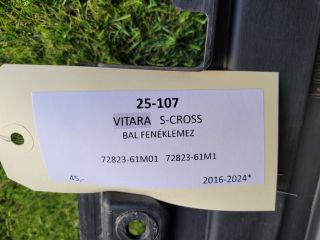 25-107
VITARA S-CROSS
BAL FENÉKLEMEZ
72823-61M01 72823-61M1
45,- 2016-2024*